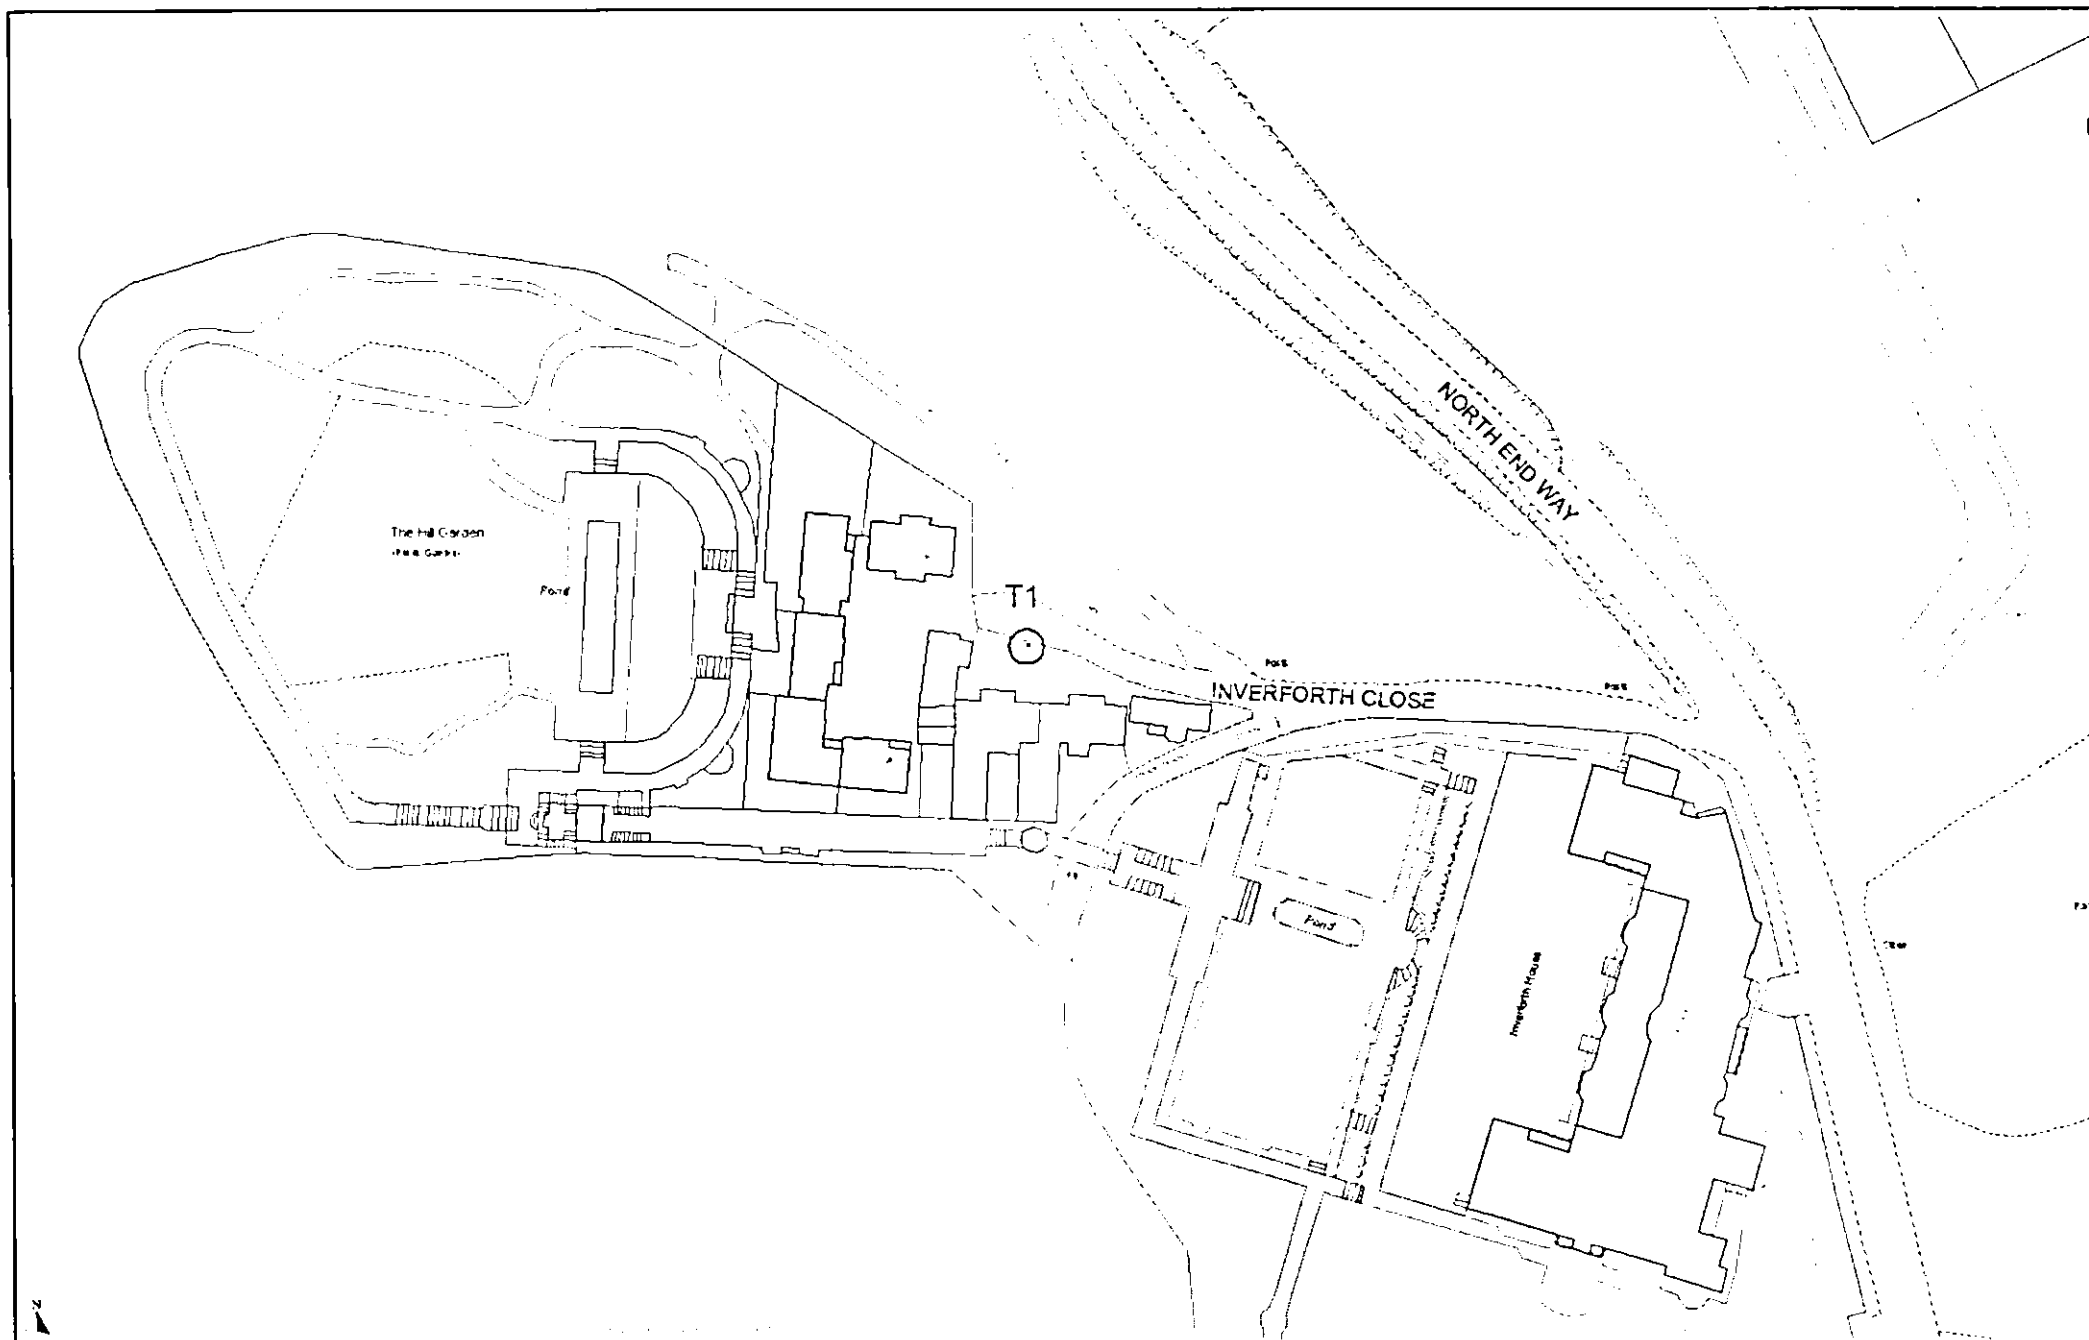 NORTH END WAY
The Hill Garden
Pond
T1
INVERFORTH CLOSE
Pond
Inverforth House
N